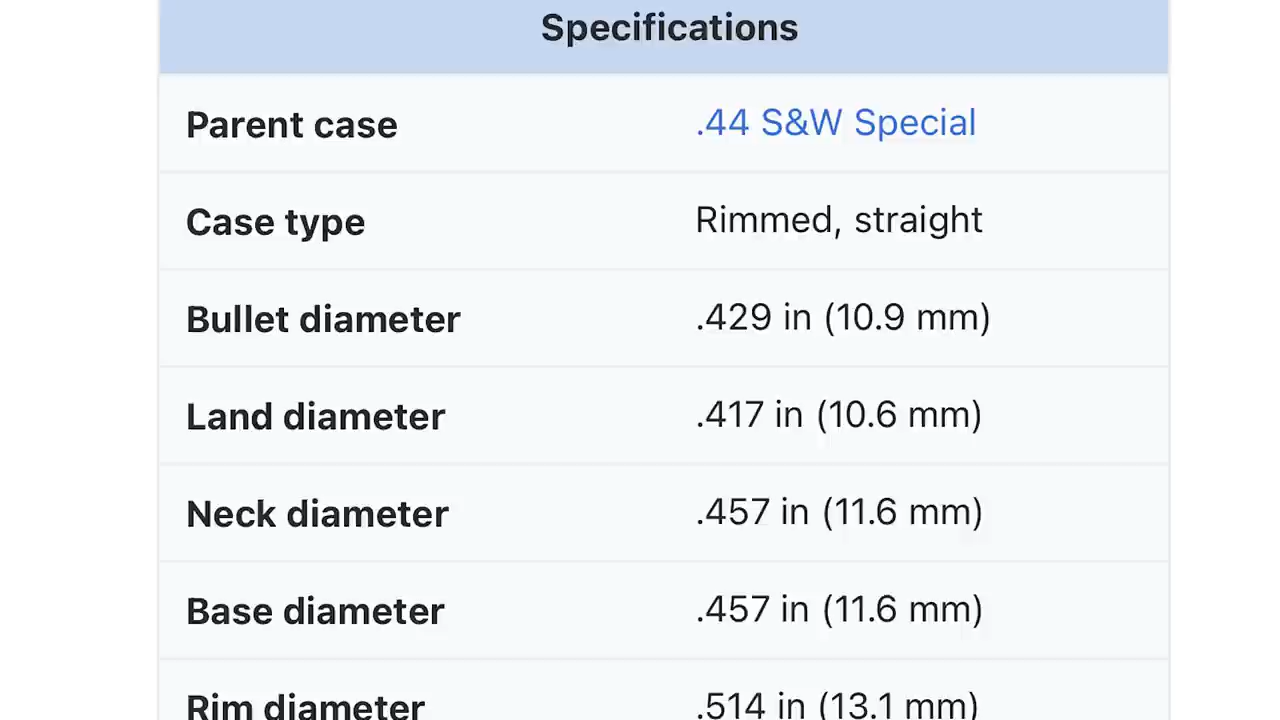 Specifications
Parent case .44 S&W Special
Case type Rimmed, straight
Bullet diameter .429 in (10.9 mm)
Land diameter .417 in (10.6 mm)
Neck diameter .457 in (11.6 mm)
Base diameter .457 in (11.6 mm)
Rim diameter .514 in (13.1 mm)